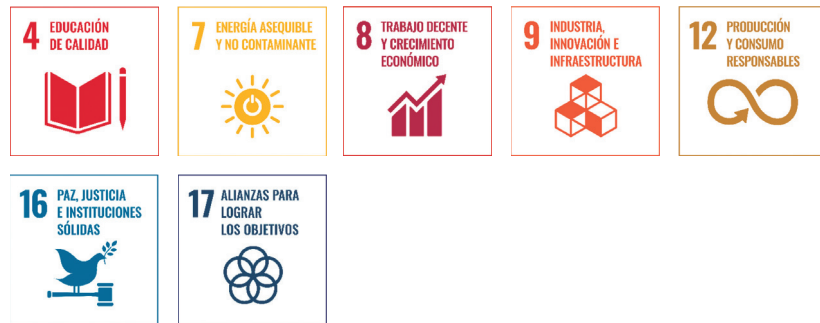 4 EDUCACIÓN
DE CALIDAD
7 ENERGÍA ASEQUIBLE
Y NO CONTAMINANTE
8 TRABAJO DECENTE
Y CRECIMIENTO
ECONÓMICO
9 INDUSTRIA,
INNOVACIÓN E
INFRAESTRUCTURA
12 PRODUCCIÓN
Y CONSUMO
RESPONSABLES
16 PAZ, JUSTICIA
E INSTITUCIONES
SÓLIDAS
17 ALIANZAS PARA
LOGRAR
LOS OBJETIVOS